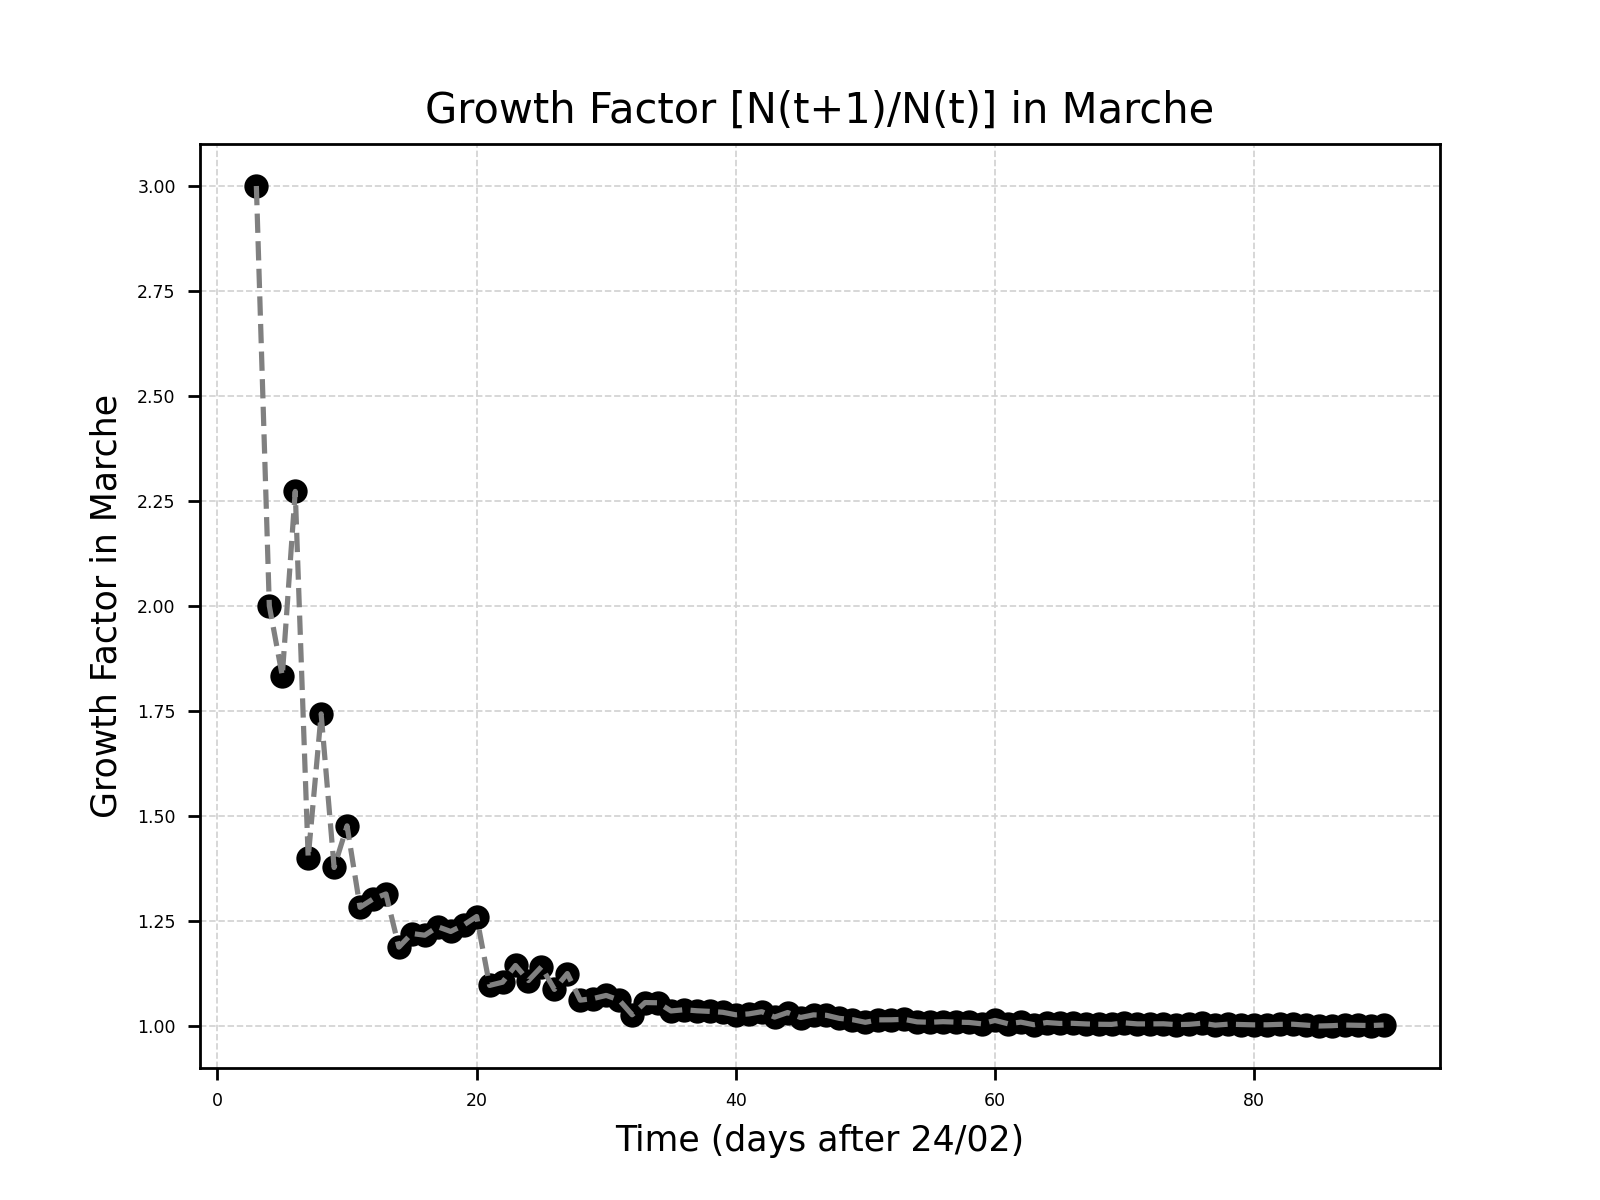 Growth Factor [N(t+1)/N(t)] in Marche
Growth Factor in Marche
3.00
2.75
2.50
2.25
2.00
1.75
1.50
1.25
1.00
0 20 40 60 80
Time (days after 24/02)